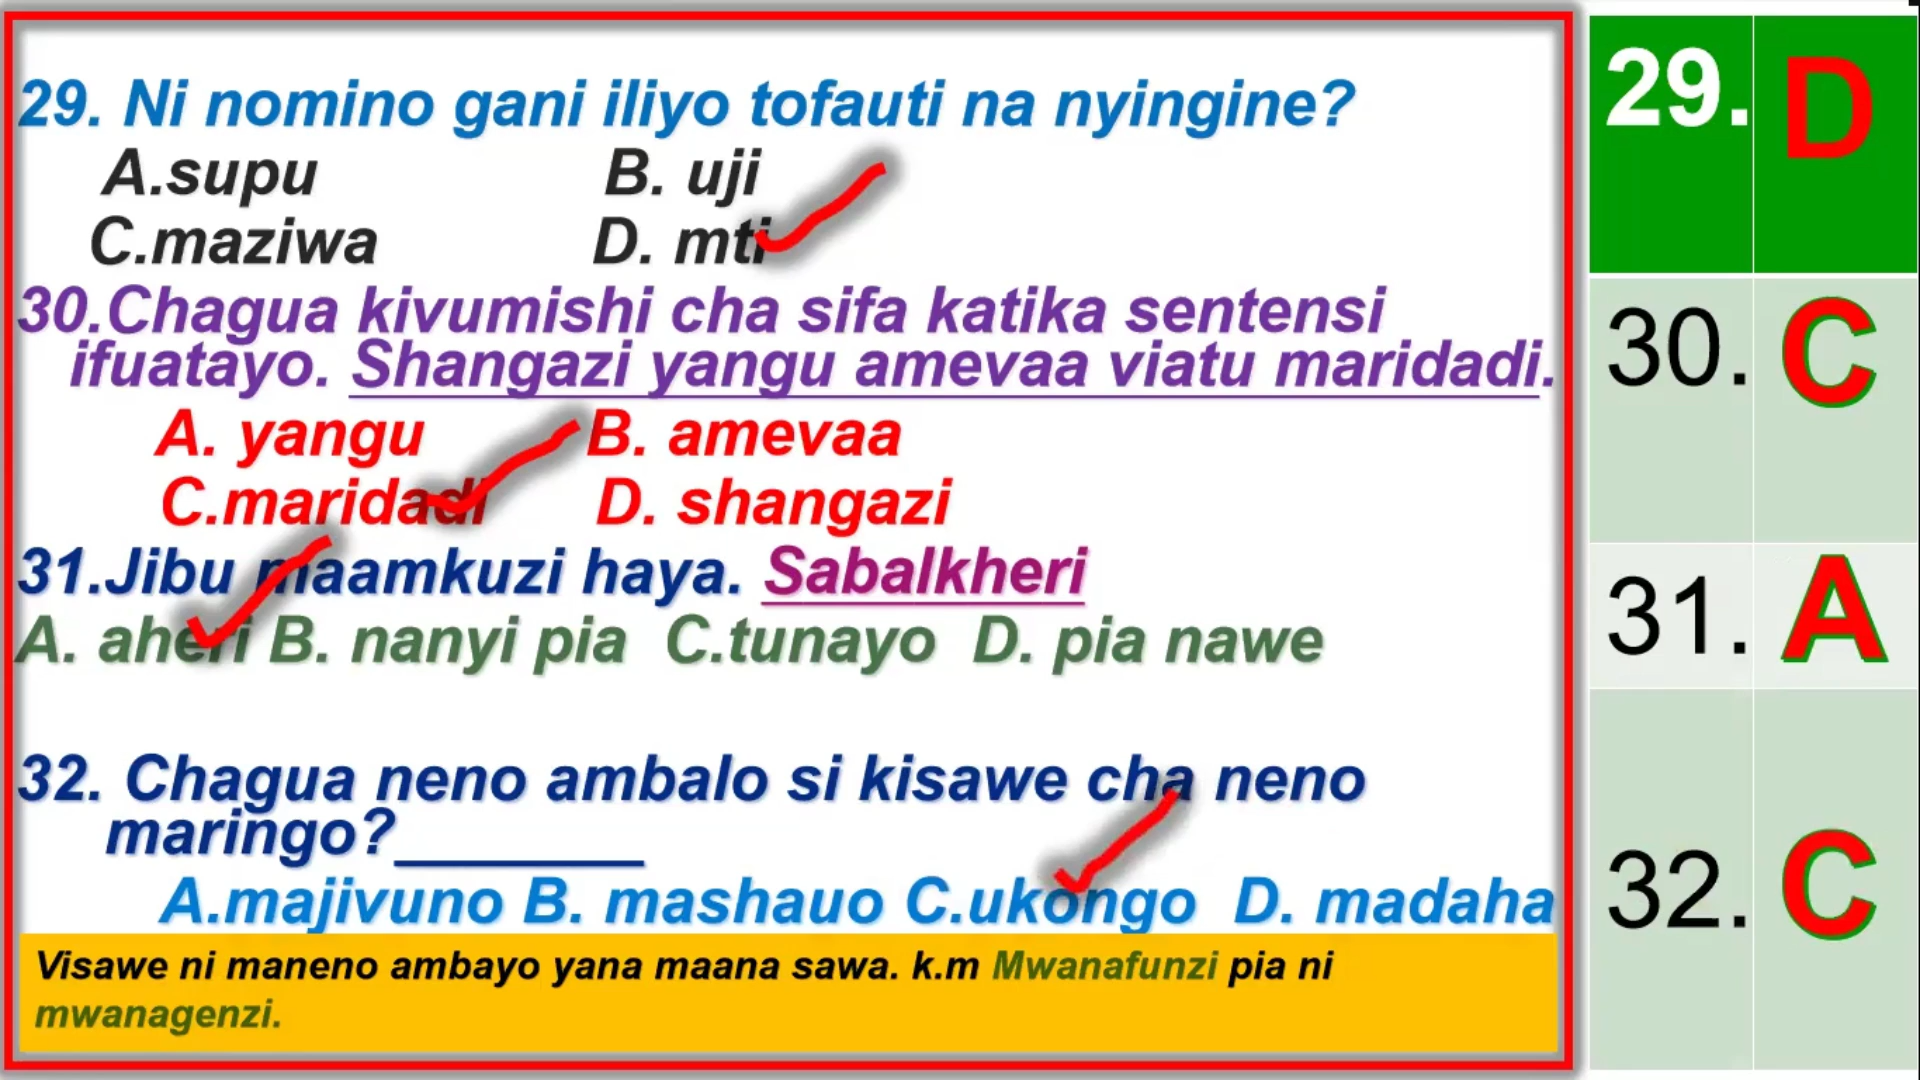 29. Ni nomino gani iliyo tofauti na nyingine?
A.supu B. uji
C.maziwa D. mti
30.Chagua kivumishi cha sifa katika sentensi
ifuatayo. Shangazi yangu amevaa viatu maridadi.
A. yangu B. amevaa
C.maridadi D. shangazi
31.Jibu maamkuzi haya. Sabalkheri
A. aheri B. nanyi pia C.tunayo D. pia nawe
32. Chagua neno ambalo si kisawe cha neno
maringo?_______
A.majivuno B. mashauo C.ukongo D. madaha
Visawe ni maneno ambayo yana maana sawa. k.m Mwanafunzi pia ni
mwanagenzi.
29. D
30. C
31. A
32. C